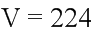 V = 224